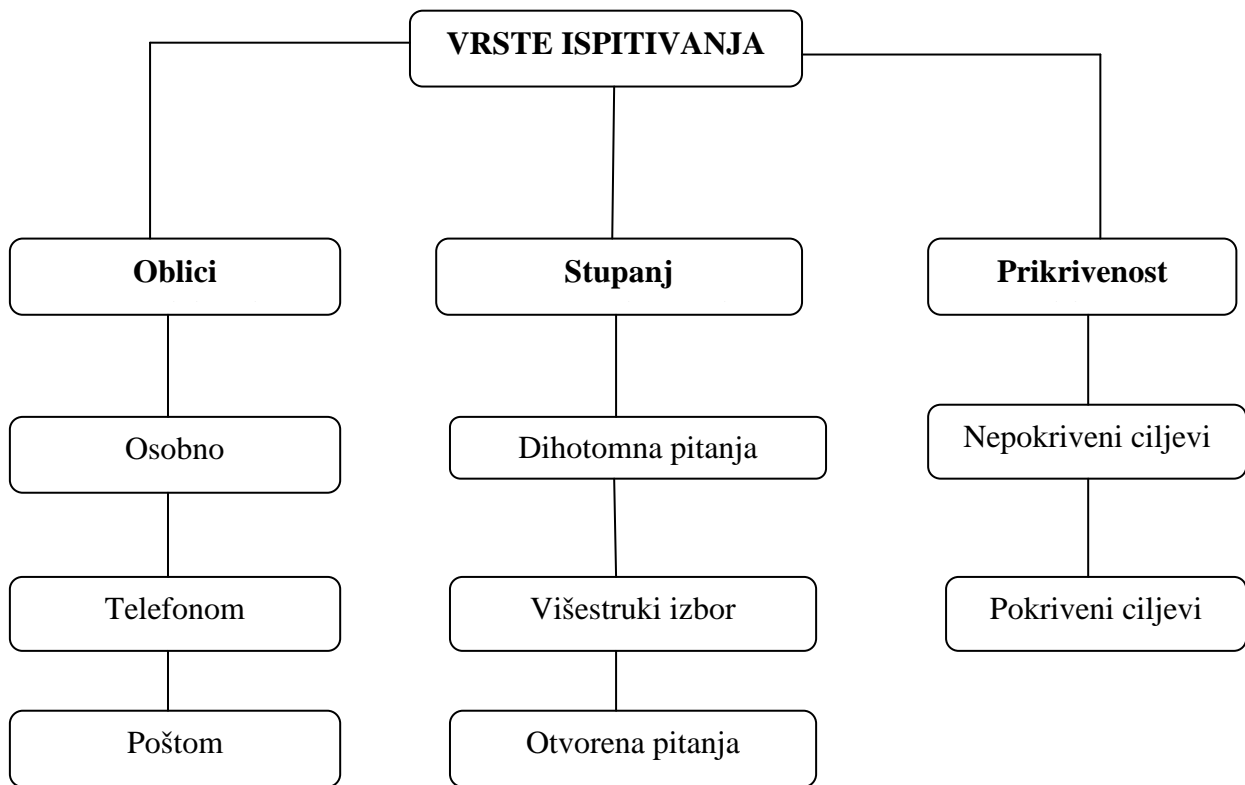 VRSTE ISPITIVANJA
Oblici
Stupanj
Prikrivenost
Osobno
Dihotomna pitanja
Nepokriveni ciljevi
Telefonom
Višestruki izbor
Pokriveni ciljevi
Poštom
Otvorena pitanja